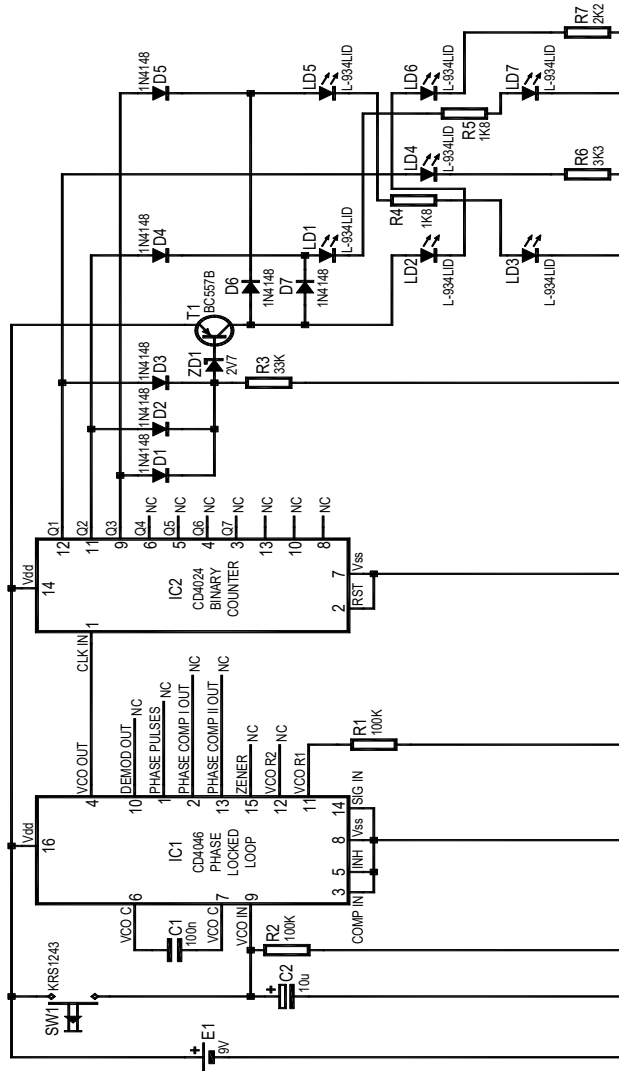 SW1
KRS1243
E1
+
9V
VCO C
6
C1
100n
VCO C
7
VCO IN
9
R2
100K
C2
+
10u
Vdd
16
IC1
CD4046
PHASE
LOCKED
LOOP
COMP IN
3
INH
5
Vss
8
SIG IN
14
VCO OUT
4
DEMOD OUT
10
NC
PHASE PULSES
1
NC
PHASE COMP I OUT
2
NC
PHASE COMP II OUT
13
NC
ZENER
15
NC
VCO R2
12
NC
VCO R1
11
R1
100K
CLK IN
1
Vdd
14
IC2
CD4024
BINARY
COUNTER
RST
2
Vss
7
12
Q1
11
Q2
9
Q3
6
Q4
NC
5
Q5
NC
4
Q6
NC
3
Q7
NC
13
NC
10
NC
8
NC
1N4148
D1
1N4148
D2
1N4148
D3
ZD1
2V7
R3
33K
T1
BC557B
1N4148
D4
1N4148
D5
D6
1N4148
D7
1N4148
LD1
L-934LID
LD5
L-934LID
LD2
L-934LID
LD3
L-934LID
R4
1K8
LD4
L-934LID
LD6
L-934LID
R5
1K8
LD7
L-934LID
R6
3K3
R7
2K2